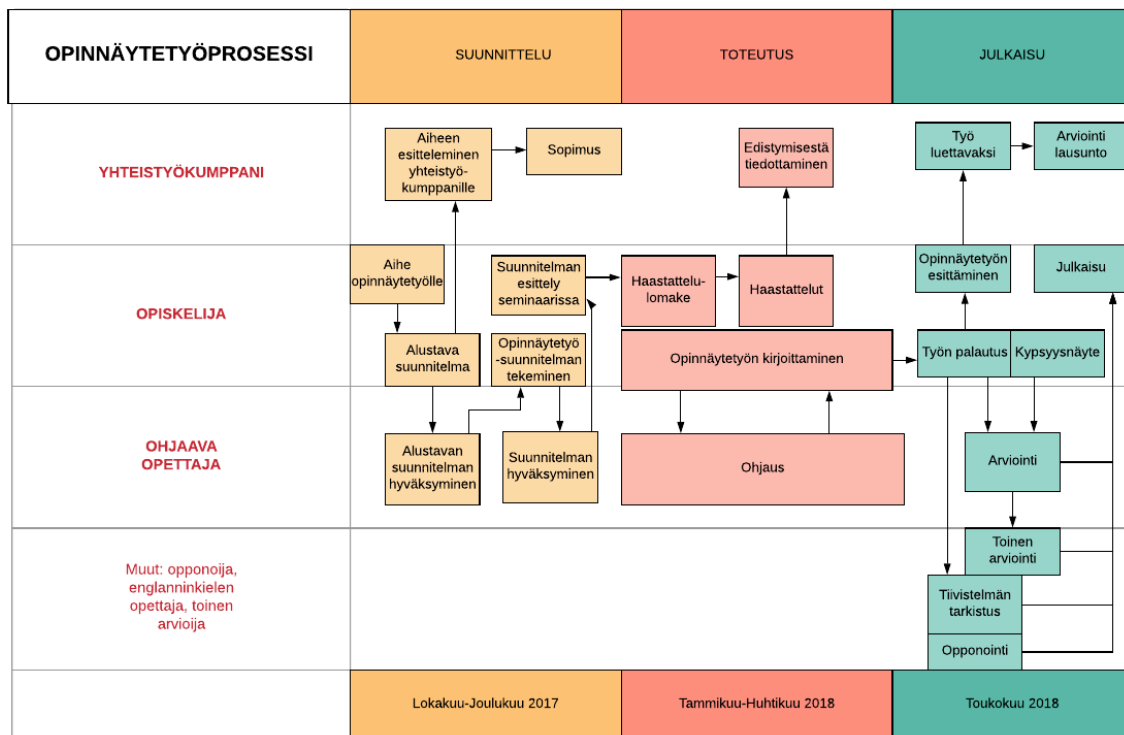 OPINNÄYTETYÖPROSESSI
SUUNNITTELU
TOTEUTUS
JULKAISU
YHTEISTYÖKUMPPANI
Aiheen
esitteleminen
yhteistyö-
kumppanille
Sopimus
Edistymisestä
tiedottaminen
Työ
luettavaksi
Arviointi
lausunto
OPISKELIJA
Aihe
opinnäytetyölle
Suunnitelman
esittely
seminaarissa
Haastattelu-
lomake
Haastattelut
Opinnäytetyön
esittäminen
Julkaisu
Alustava
suunnitelma
Opinnäytetyö
-suunnitelman
tekeminen
Opinnäytetyön kirjoittaminen
Työn palautus
Kypsyysnäyte
OHJAAVA
OPETTAJA
Alustavan
suunnitelman
hyväksyminen
Suunnitelman
hyväksyminen
Ohjaus
Arviointi
Muut: opponoija,
englanninkielen
opettaja, toinen
arvioija
Toinen
arviointi
Tiivistelmän
tarkistus
Opponointi
Lokakuu-Joulukuu 2017
Tammikuu-Huhtikuu 2018
Toukokuu 2018